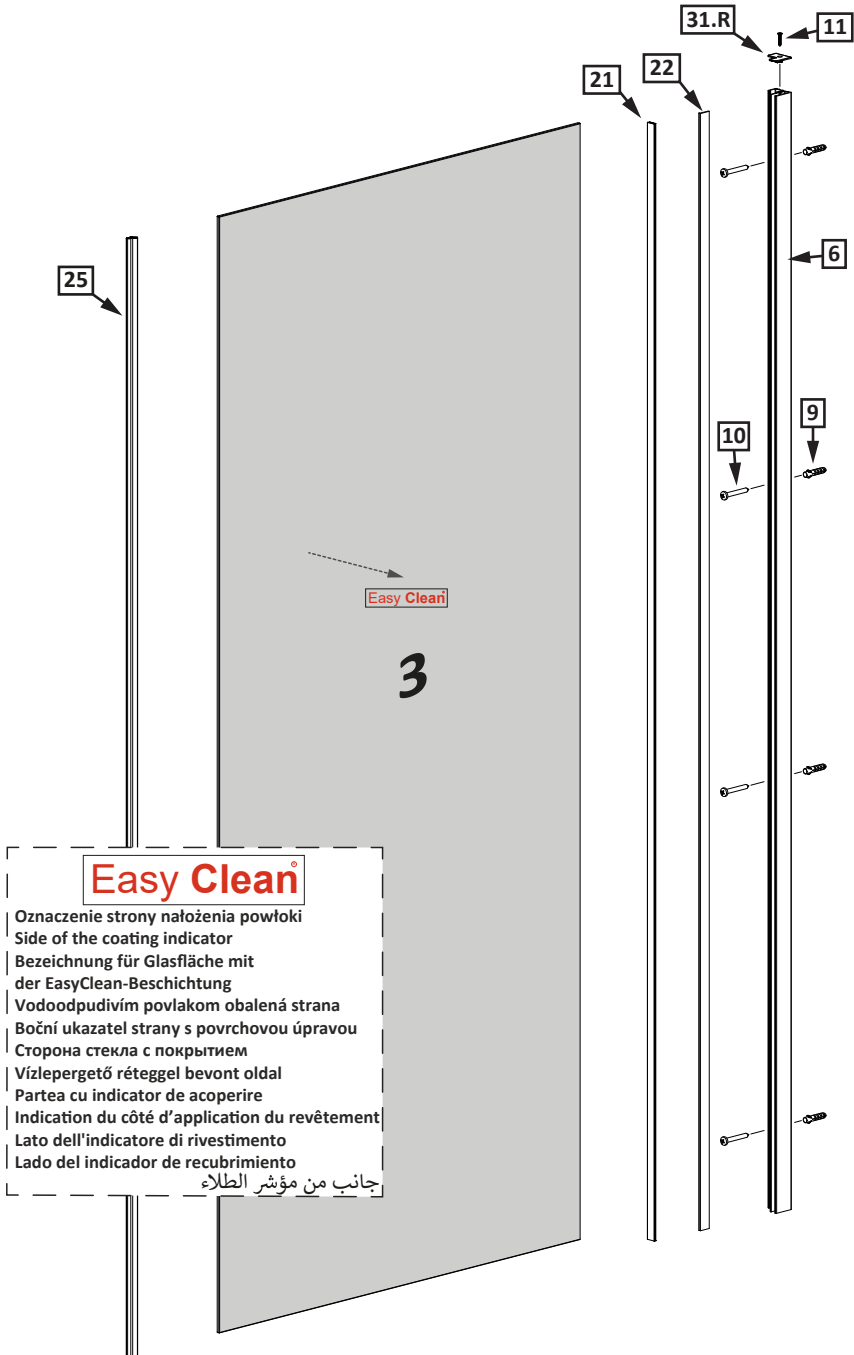 31.R
11
21
22
25
6
10
9
Easy Clean
3
Easy Clean
Oznaczenie strony nałożenia powłoki
Side of the coating indicator
Bezeichnung für Glasfläche mit
der EasyClean-Beschichtung
Vodoodpudivím povlakom obalená strana
Boční ukazatel strany s povrchovou úpravou
Сторона стекла с покрытием
Vízlepergető réteggel bevont oldal
Partea cu indicator de acoperire
Indication du côté d’application du revêtement
Lato dell'indicatore di rivestimento
Lado del indicador de recubrimiento
جانب من مؤشر الطلاء